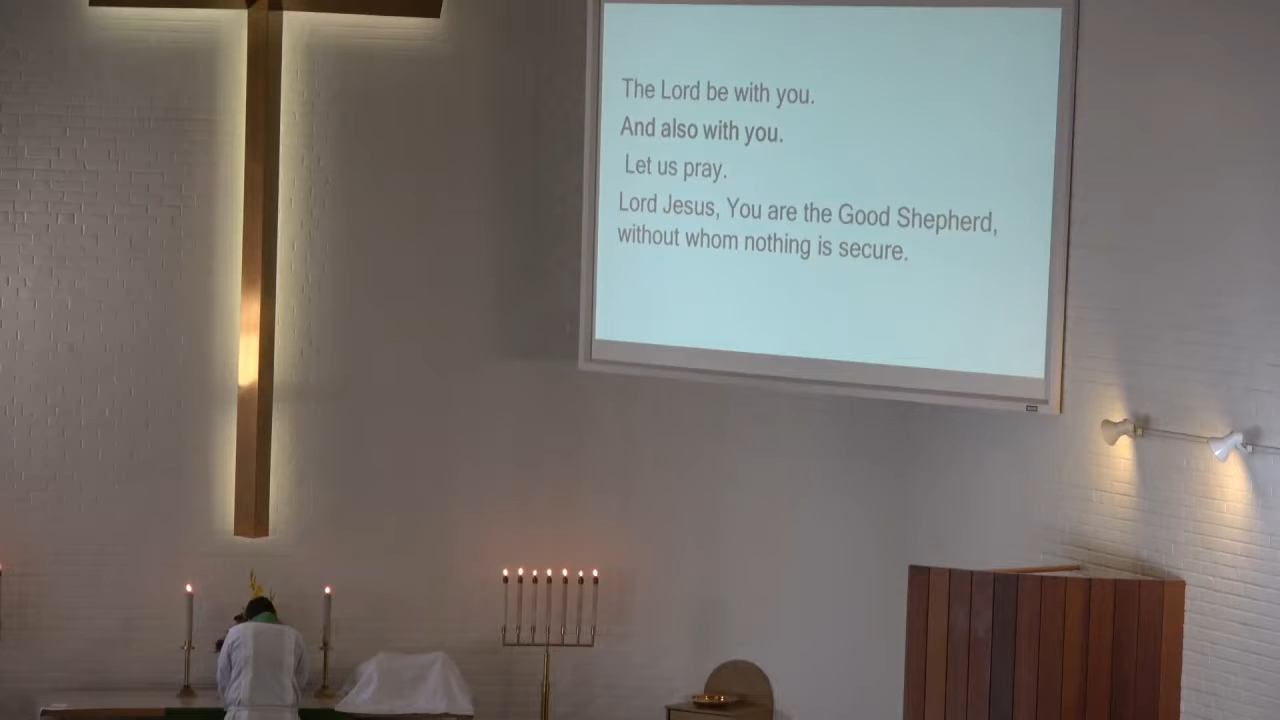 The Lord be with you.
And also with you.
Let us pray.
Lord Jesus, You are the Good Shepherd,
without whom nothing is secure.